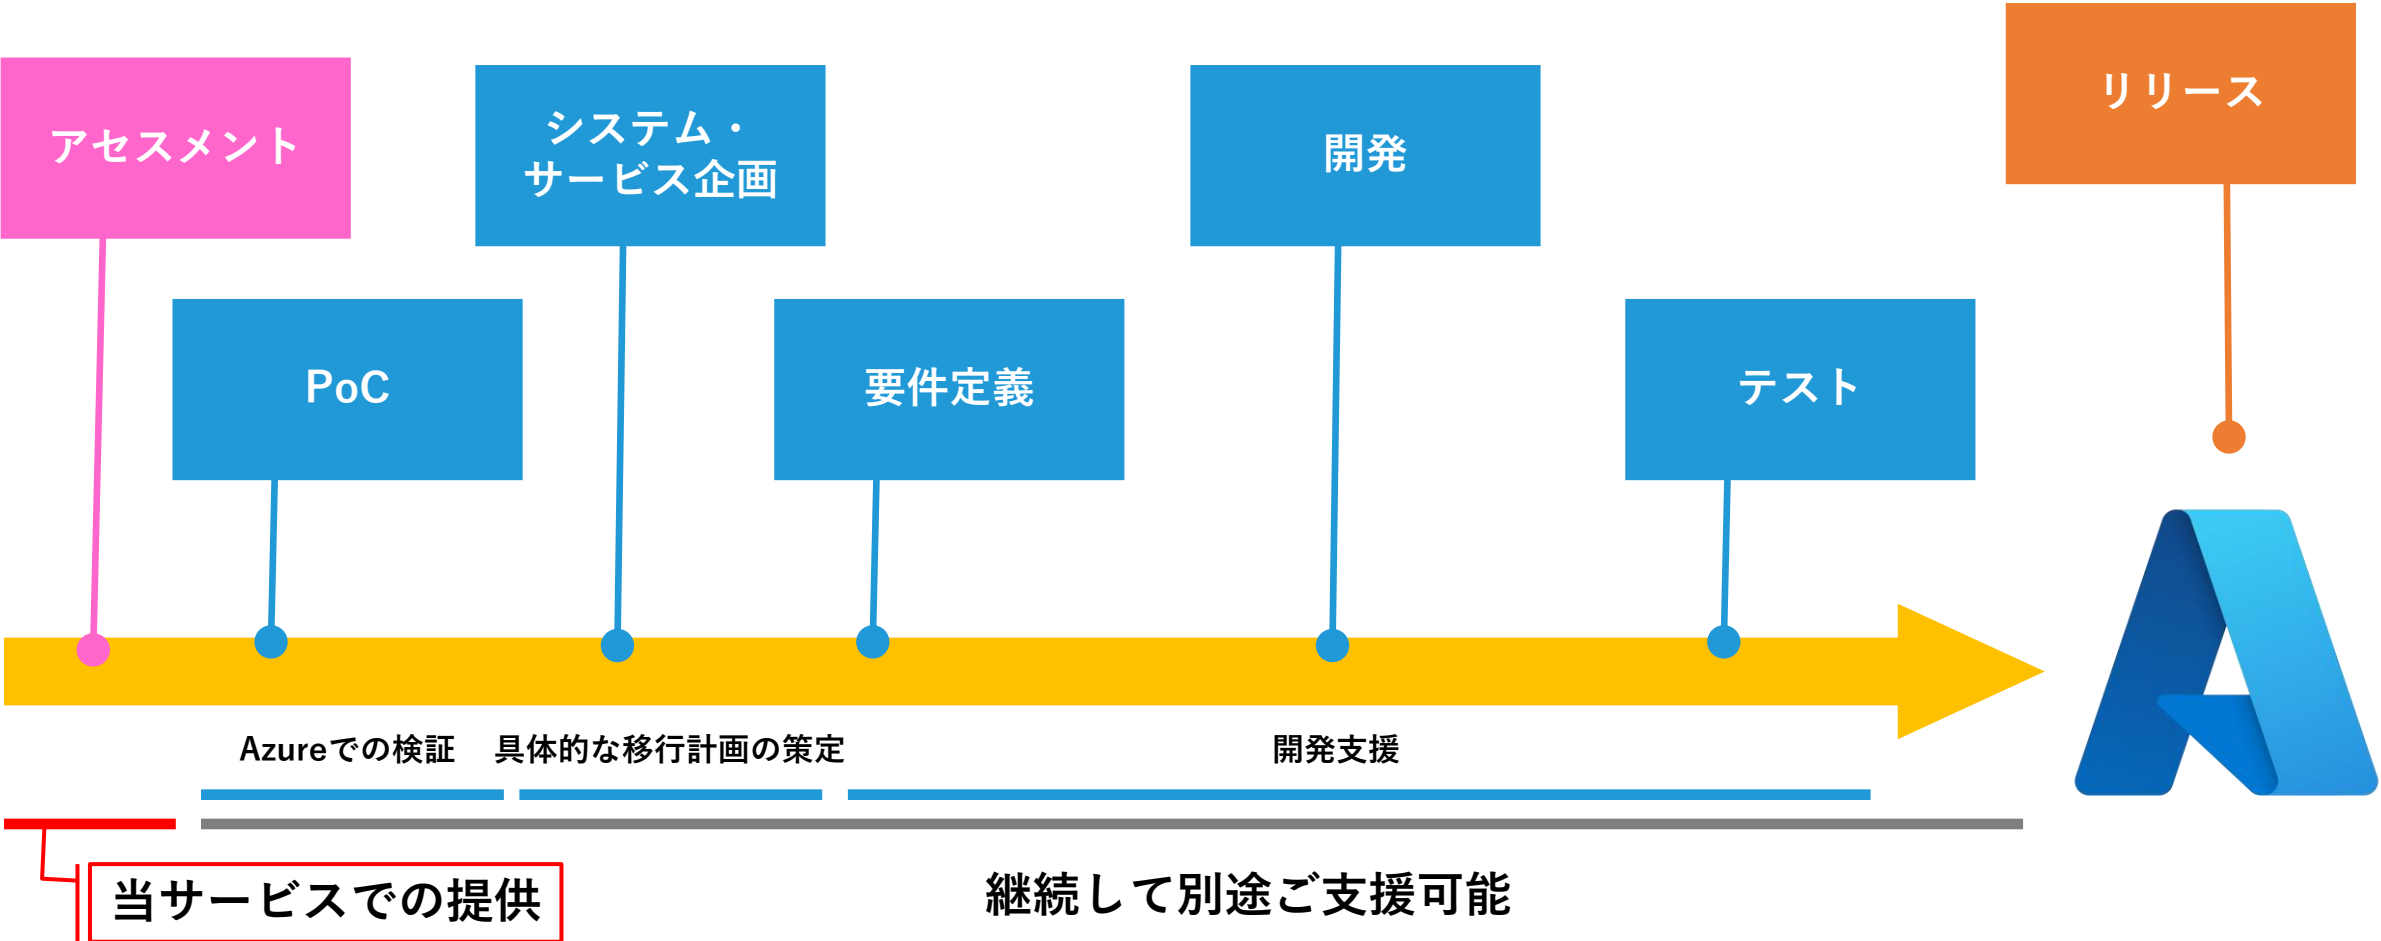 アセスメント
PoC
システム・
サービス企画
要件定義
開発
テスト
リリース
Azureでの検証
具体的な移行計画の策定
開発支援
当サービスでの提供
継続して別途ご支援可能